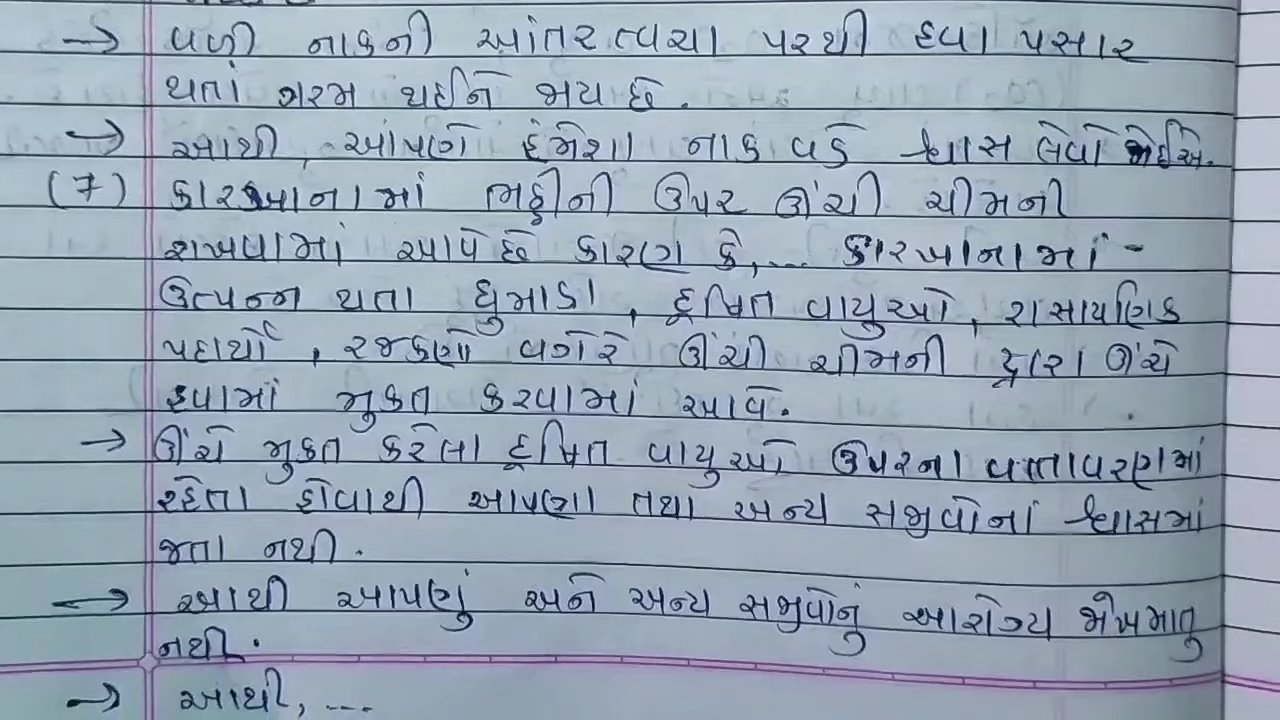 → વળી નાકની આંતર ત્વચા પરથી હવા પસાર
થતાં ગરમ થઈને જાય છે.
→ આથી, આપણે હંમેશા નાક વડે શ્વાસ લેવો જોઈએ.
(7) કારખાનામાં ભઠ્ઠીની ઉપર ઊંચી ચીમની
રાખવામાં આવે છે કારણ કે,... કારખાનામાં -
ઉત્પન્ન થતા ધુમાડા, દૂષિત વાયુઓ, રાસાયણિક
પદાર્થો, રજકણો વગેરે ઊંચી ચીમની દ્વારા ઊંચે
હવામાં મુક્ત કરવામાં આવે.
→ ઊંચે મુક્ત કરેલા દૂષિત વાયુઓ ઉપરના વાતાવરણમાં
રહેતા હોવાથી આપણા તથા અન્ય સજીવોનાં શ્વાસમાં
જતા નથી.
→ આથી આપણું અને અન્ય સજીવોનું આરોગ્ય જોખમાતુ
નથી.
→ આથી, ...